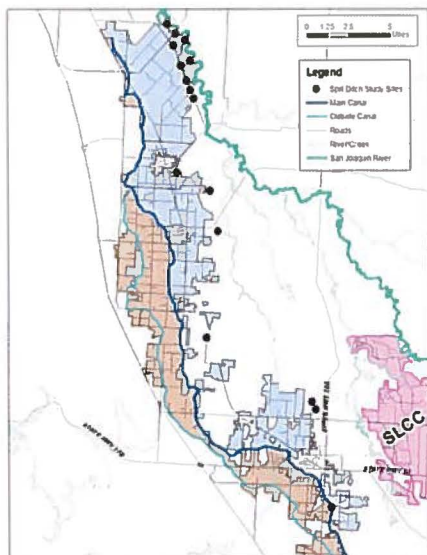 0 1.25 2.5 5
Miles
Legend
Spill Ditch Study Sites
Main Canal
Outside Canal
Roads
River/Creek
San Joaquin River
SLCC